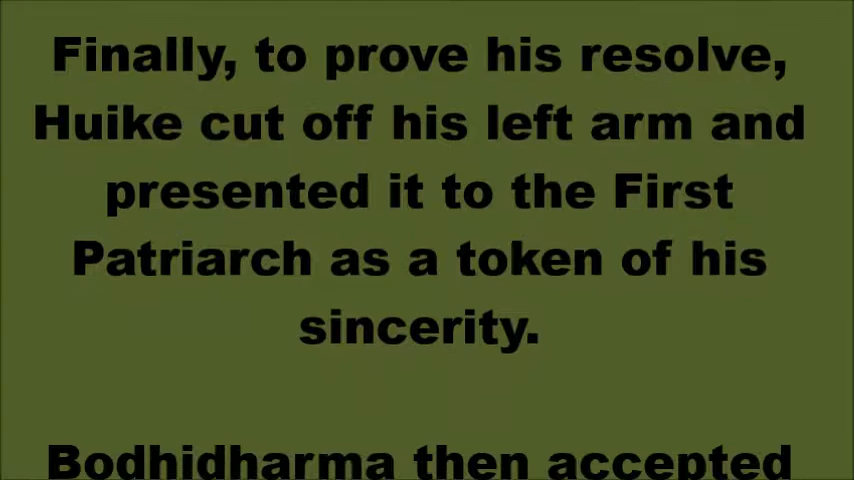 Finally, to prove his resolve,
Huike cut off his left arm and
presented it to the First
Patriarch as a token of his
sincerity.
Bodhidharma then accepted